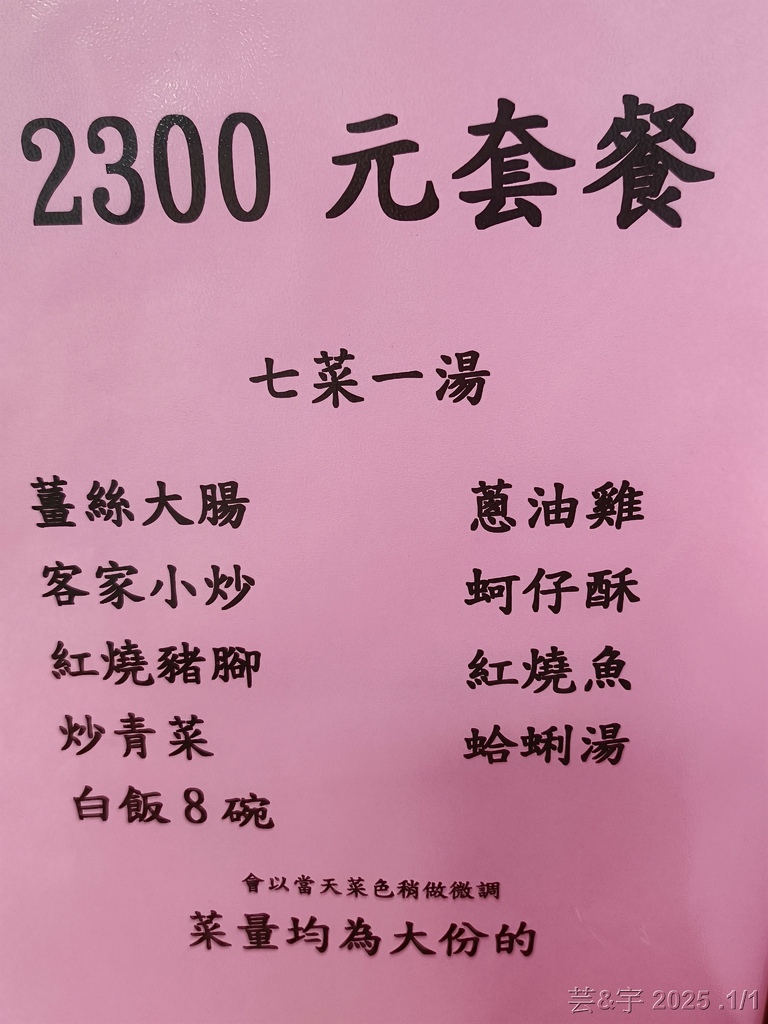 2300 元套餐
七菜一湯
薑絲大腸 蔥油雞
客家小炒 蚵仔酥
紅燒豬腳 紅燒魚
炒青菜 蛤蜊湯
白飯8碗
會以當天菜色稍做微調
菜量均為大份的
芸&宇 2025 .1/1